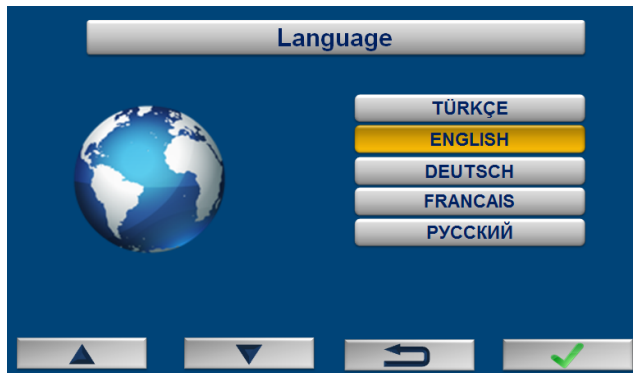 Language
TÜRKÇE
ENGLISH
DEUTSCH
FRANCAIS
РУССКИЙ